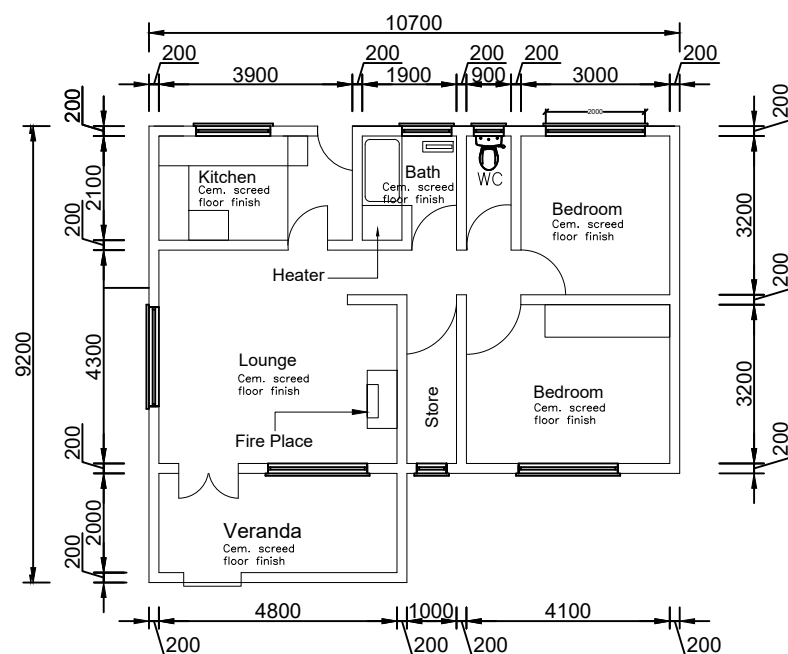 10700
200
200
200
200
3900
1900
900
3000
200
2000
200
Kitchen
Cem. screed
floor finish
Bath
Cem. screed
floor finish
WC
2100
Bedroom
Cem. screed
floor finish
3200
200
Heater
200
9200
4300
Lounge
Cem. screed
floor finish
Store
Bedroom
Cem. screed
floor finish
3200
Fire Place
200
200
2000
Veranda
Cem. screed
floor finish
200
4800
1000
4100
200
200
200
200